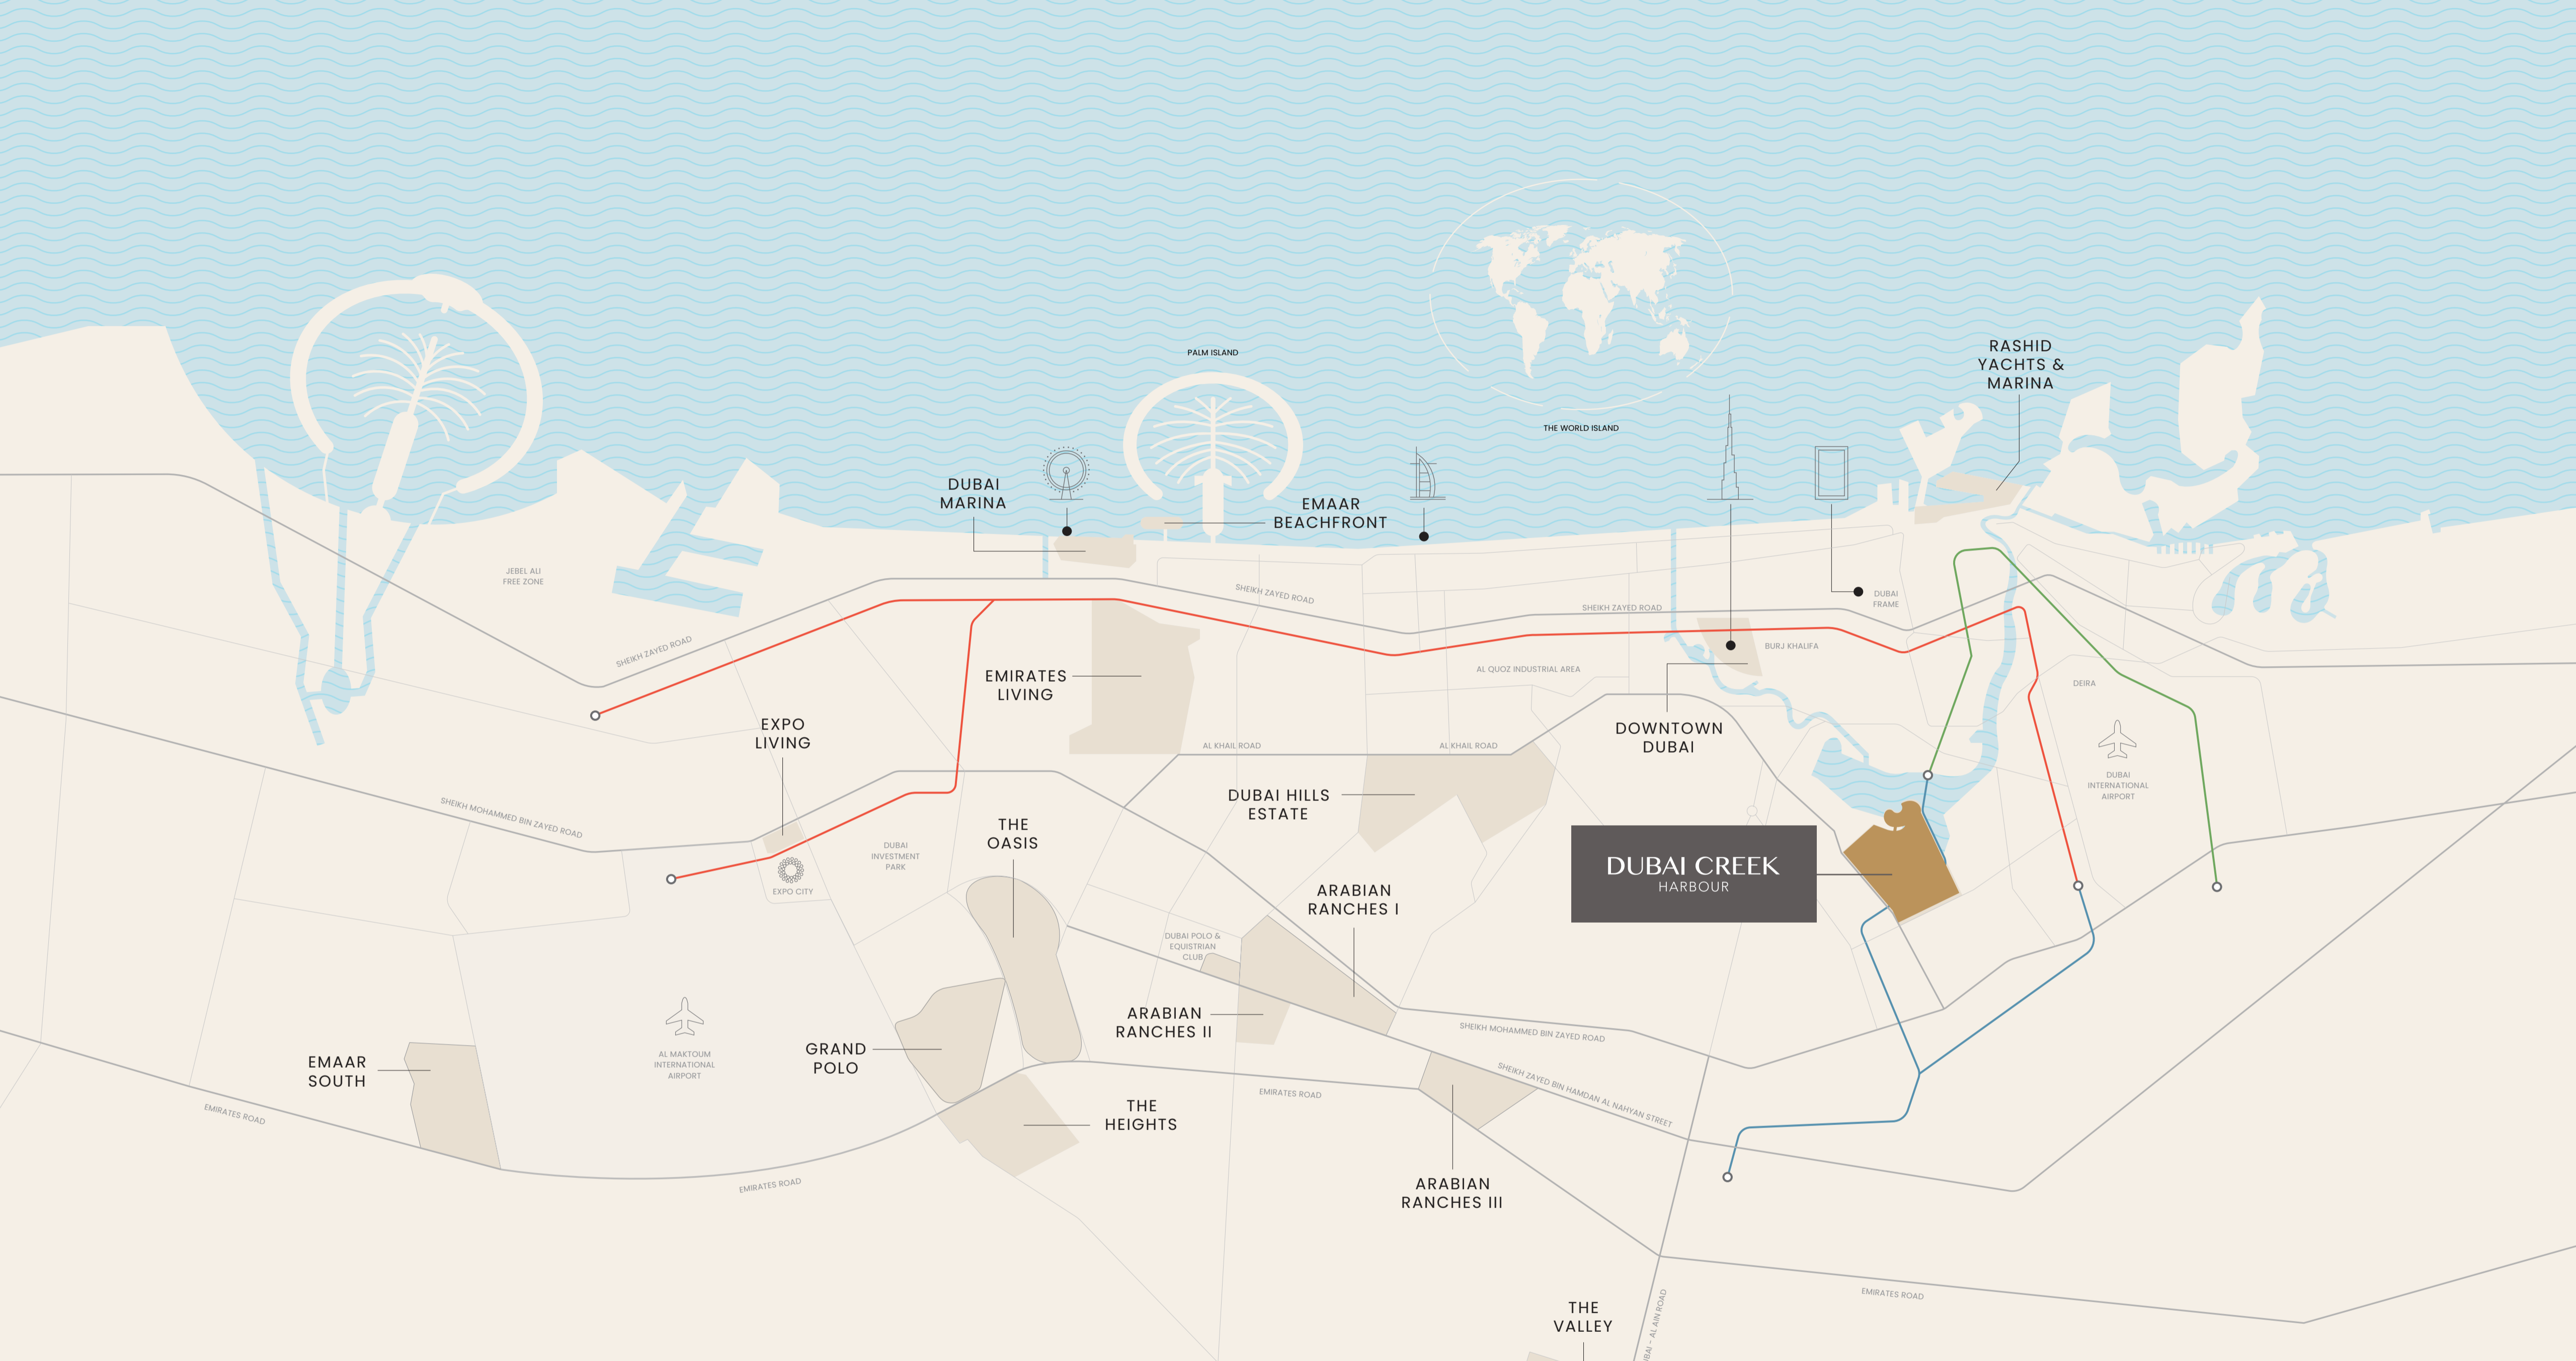 PALM ISLAND
THE WORLD ISLAND
RASHID
YACHTS &
MARINA
DUBAI
MARINA
EMAAR
BEACHFRONT
JEBEL ALI
FREE ZONE
SHEIKH ZAYED ROAD
SHEIKH ZAYED ROAD
SHEIKH ZAYED ROAD
DUBAI
FRAME
BURJ KHALIFA
AL QUOZ INDUSTRIAL AREA
DEIRA
EMIRATES
LIVING
EXPO
LIVING
DOWNTOWN
DUBAI
AL KHAIL ROAD
AL KHAIL ROAD
DUBAI
INTERNATIONAL
AIRPORT
SHEIKH MOHAMMED BIN ZAYED ROAD
DUBAI HILLS
ESTATE
THE
OASIS
DUBAI
INVESTMENT
PARK
EXPO CITY
DUBAI CREEK
HARBOUR
ARABIAN
RANCHES I
DUBAI POLO &
EQUISTRIAN
CLUB
ARABIAN
RANCHES II
SHEIKH MOHAMMED BIN ZAYED ROAD
GRAND
POLO
AL MAKTOUM
INTERNATIONAL
AIRPORT
EMAAR
SOUTH
SHEIKH ZAYED BIN HAMDAN AL NAHYAN STREET
EMIRATES ROAD
EMIRATES ROAD
THE
HEIGHTS
EMIRATES ROAD
ARABIAN
RANCHES III
EMIRATES ROAD
THE
VALLEY
AL AIN ROAD